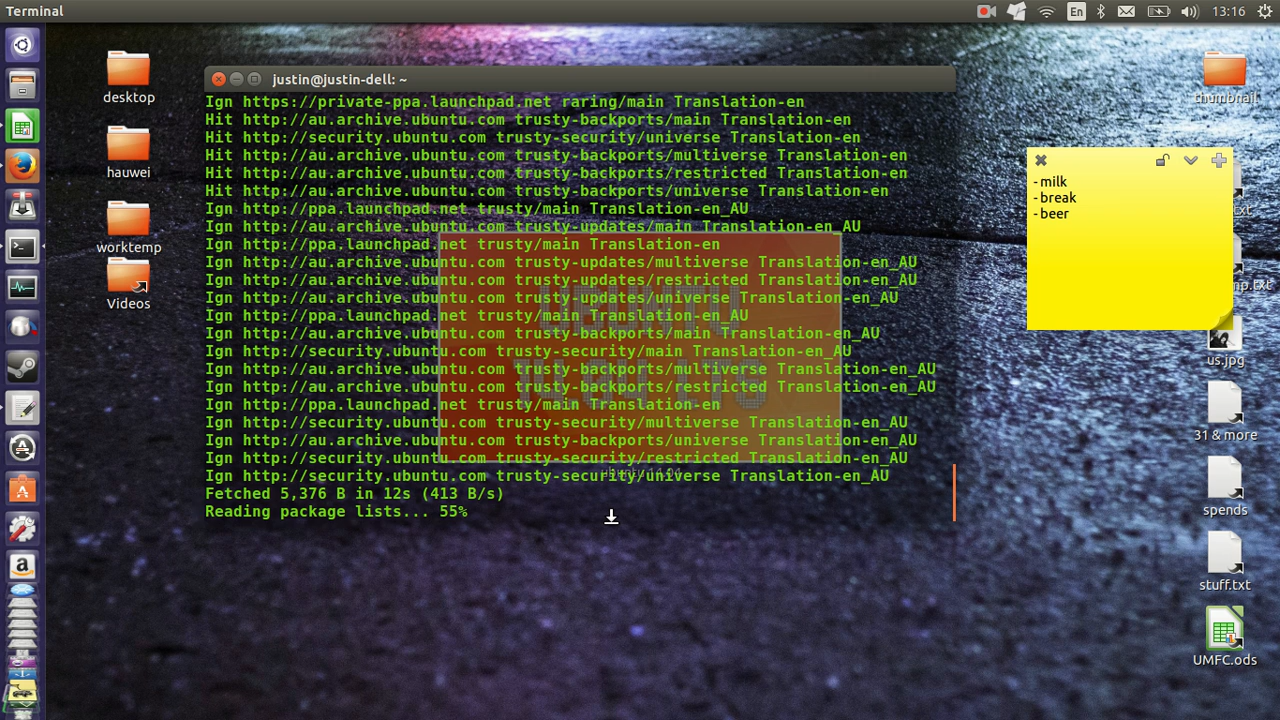 Terminal
En
13:16
desktop
hauwei
worktemp
Videos
justin@justin-dell: ~
Ign https://private-ppa.launchpad.net raring/main Translation-en
Hit http://au.archive.ubuntu.com trusty-backports/main Translation-en
Hit http://security.ubuntu.com trusty-security/universe Translation-en
Hit http://au.archive.ubuntu.com trusty-backports/multiverse Translation-en
Hit http://au.archive.ubuntu.com trusty-backports/restricted Translation-en
Hit http://au.archive.ubuntu.com trusty-backports/universe Translation-en
Ign http://ppa.launchpad.net trusty/main Translation-en_AU
Ign http://au.archive.ubuntu.com trusty-updates/main Translation-en_AU
Ign http://ppa.launchpad.net trusty/main Translation-en
Ign http://au.archive.ubuntu.com trusty-updates/multiverse Translation-en_AU
Ign http://au.archive.ubuntu.com trusty-updates/restricted Translation-en_AU
Ign http://au.archive.ubuntu.com trusty-updates/universe Translation-en_AU
Ign http://ppa.launchpad.net trusty/main Translation-en_AU
Ign http://au.archive.ubuntu.com trusty-backports/main Translation-en_AU
Ign http://security.ubuntu.com trusty-security/main Translation-en_AU
Ign http://au.archive.ubuntu.com trusty-backports/multiverse Translation-en_AU
Ign http://au.archive.ubuntu.com trusty-backports/restricted Translation-en_AU
Ign http://ppa.launchpad.net trusty/main Translation-en
Ign http://security.ubuntu.com trusty-security/multiverse Translation-en_AU
Ign http://au.archive.ubuntu.com trusty-backports/universe Translation-en_AU
Ign http://security.ubuntu.com trusty-security/restricted Translation-en_AU
Ign http://security.ubuntu.com trusty-security/universe Translation-en_AU
Fetched 5,376 B in 12s (413 B/s)
Reading package lists... 55%
UBUNTU
14.04 LTS
thumbnail
- milk
- break
- beer
us.jpg
31 & more
spends
stuff.txt
UMFC.ods